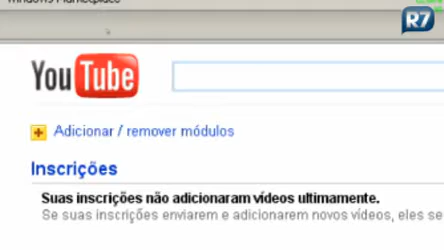 Windows Marketplace
R7
YouTube
Adicionar / remover módulos
Inscrições
Suas inscrições não adicionaram vídeos ultimamente.
Se suas inscrições enviarem e adicionarem novos vídeos, eles se